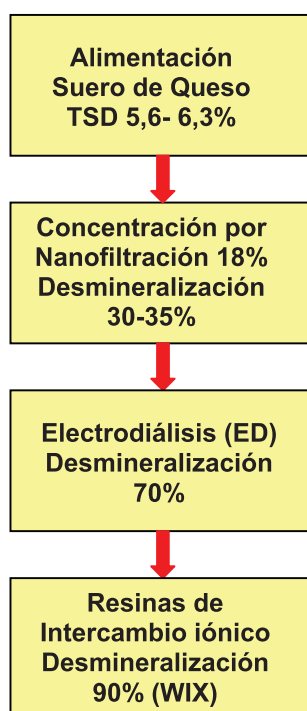 Alimentación
Suero de Queso
TSD 5,6- 6,3%
Concentración por
Nanofiltración 18%
Desmineralización
30-35%
Electrodiálisis (ED)
Desmineralización
70%
Resinas de
Intercambio iónico
Desmineralización
90% (WIX)